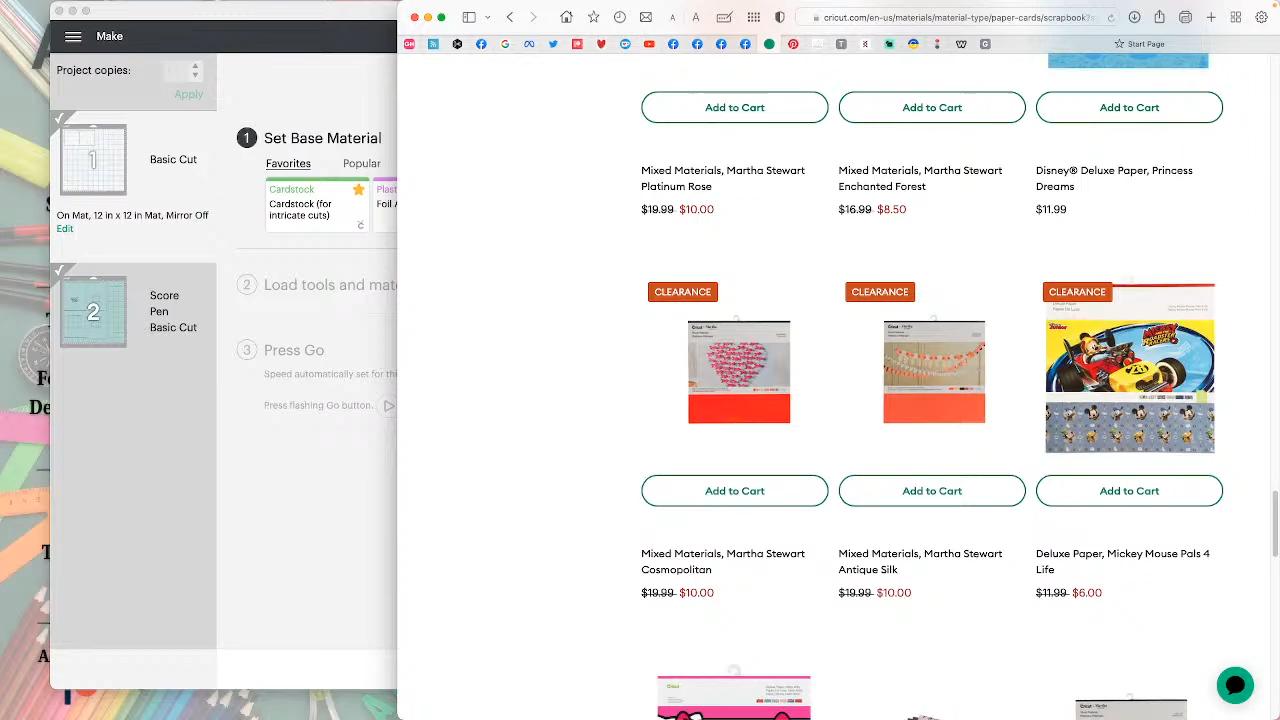 Make
Project copies:
Apply
1
Basic Cut
On Mat, 12 in x 12 in Mat, Mirror Off
Edit
2
Score
Pen
Basic Cut
1 Set Base Material
Favorites Popular
Cardstock
Cardstock (for
intricate cuts)
Plast
Foil A
2 Load tools and mate
3 Press Go
Speed automatically set for thi
Press flashing Go button.
cricut.com/en-us/materials/material-type/paper-cards/scrapbook?s
Start Page
Add to Cart
Add to Cart
Add to Cart
Mixed Materials, Martha Stewart
Platinum Rose
$19.99 $10.00
Mixed Materials, Martha Stewart
Enchanted Forest
$16.99 $8.50
Disney® Deluxe Paper, Princess
Dreams
$11.99
CLEARANCE
CLEARANCE
CLEARANCE
Add to Cart
Add to Cart
Add to Cart
Mixed Materials, Martha Stewart
Cosmopolitan
$19.99 $10.00
Mixed Materials, Martha Stewart
Antique Silk
$19.99 $10.00
Deluxe Paper, Mickey Mouse Pals 4
Life
$11.99 $6.00